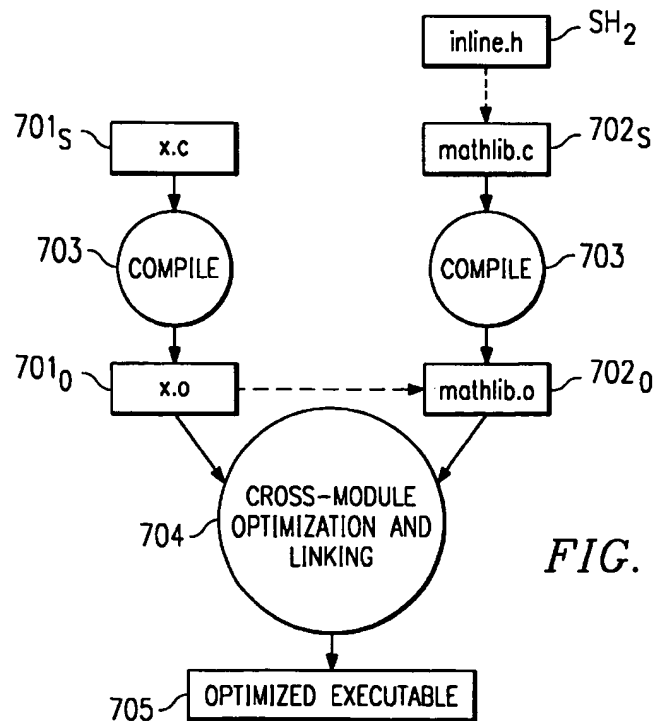 inline.h SH2
701S x.c mathlib.c 702S
703 COMPILE COMPILE 703
701O x.o mathlib.o 702O
704 CROSS-MODULE
OPTIMIZATION AND
LINKING
FIG.
705 OPTIMIZED EXECUTABLE